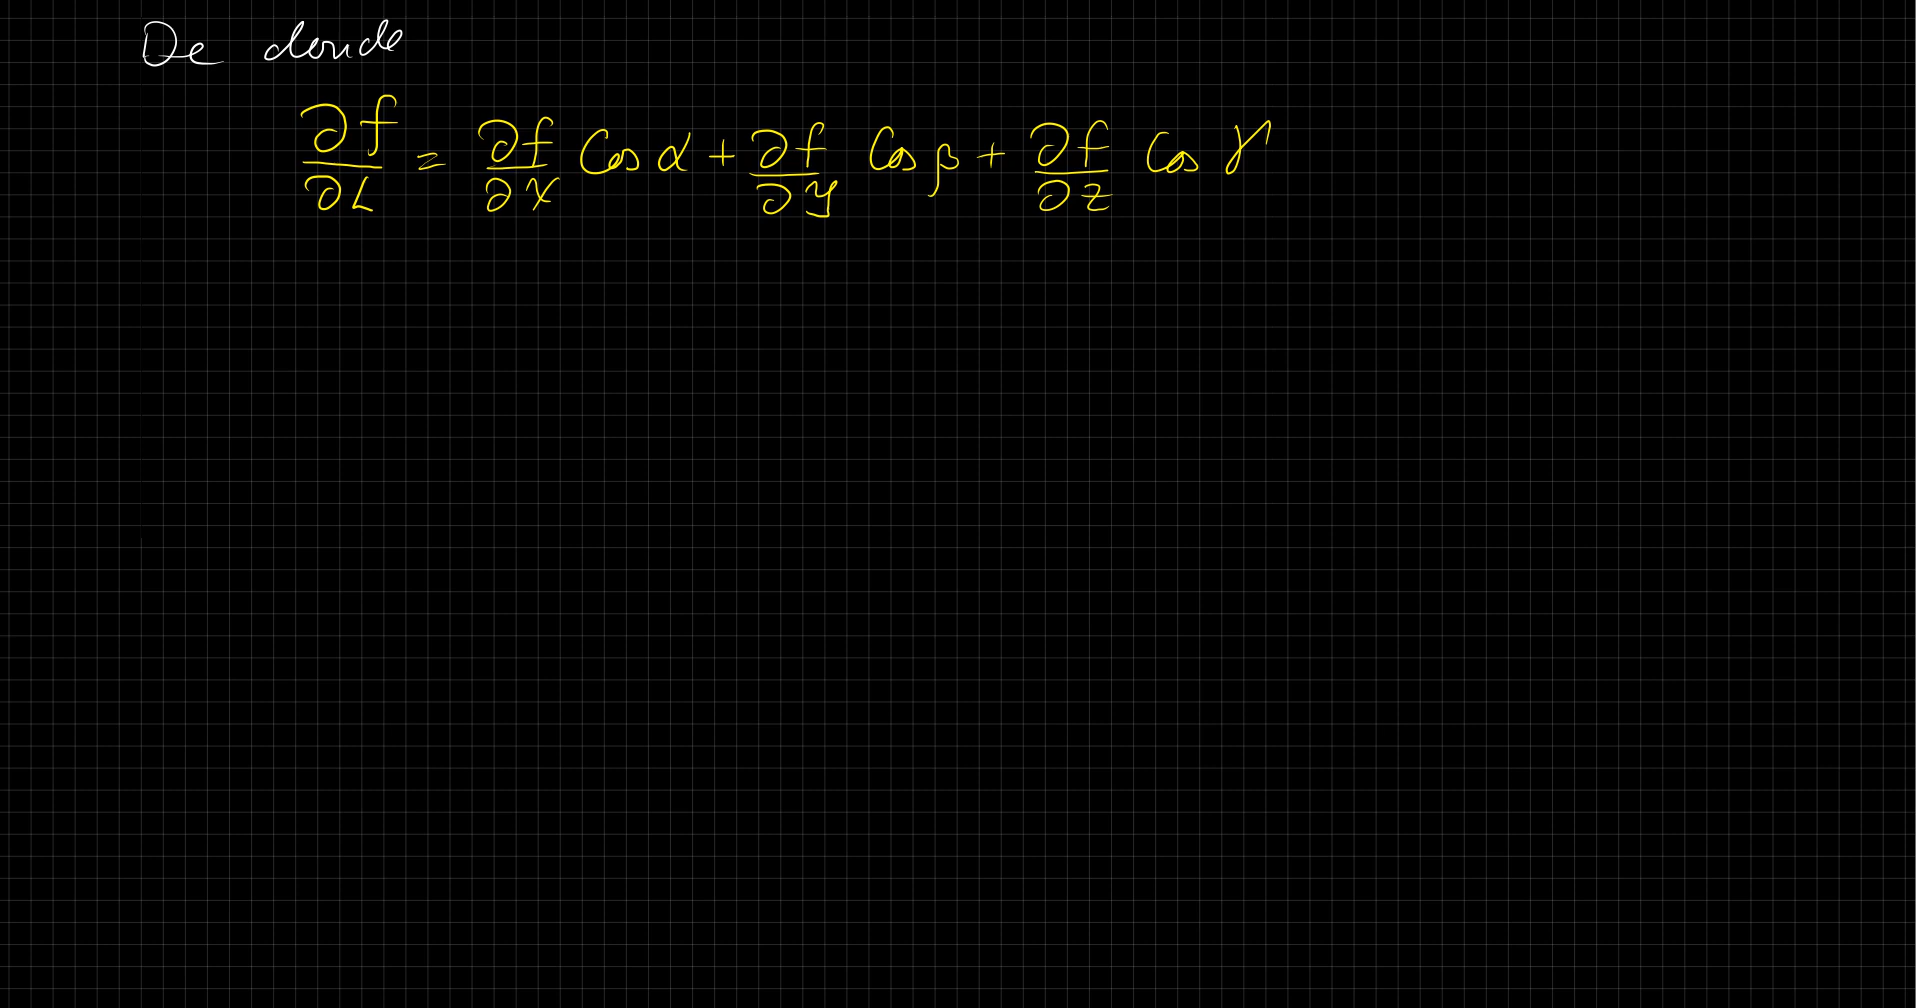 De donde
∂f/∂L = ∂f/∂x Cos α + ∂f/∂y Cos β + ∂f/∂z Cos γ